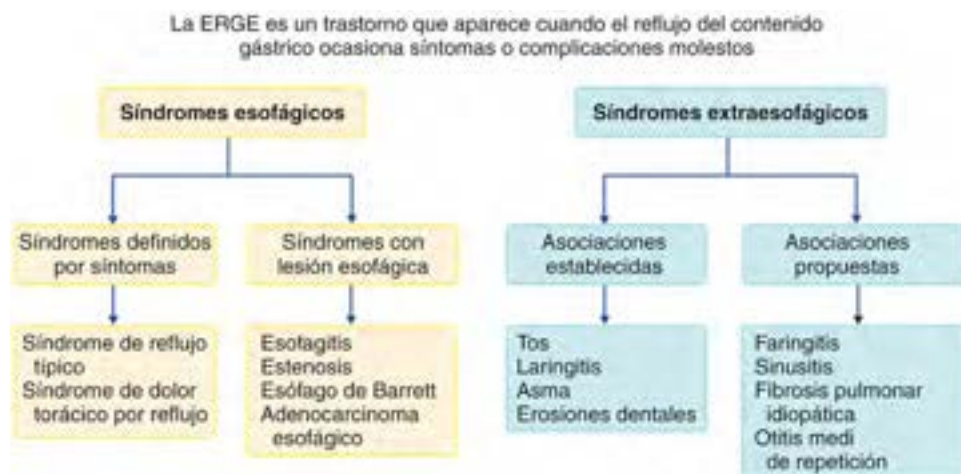 La ERGE es un trastorno que aparece cuando el reflujo del contenido
gástrico ocasiona síntomas o complicaciones molestos
Síndromes esofágicos
Síndromes extraesofágicos
Síndromes definidos
por síntomas
Síndromes con
lesión esofágica
Asociaciones
establecidas
Asociaciones
propuestas
Síndrome de reflujo
típico
Síndrome de dolor
torácico por reflujo
Esofagitis
Estenosis
Esófago de Barrett
Adenocarcinoma
esofágico
Tos
Laringitis
Asma
Erosiones dentales
Faringitis
Sinusitis
Fibrosis pulmonar
idiopática
Otitis medi
de repetición